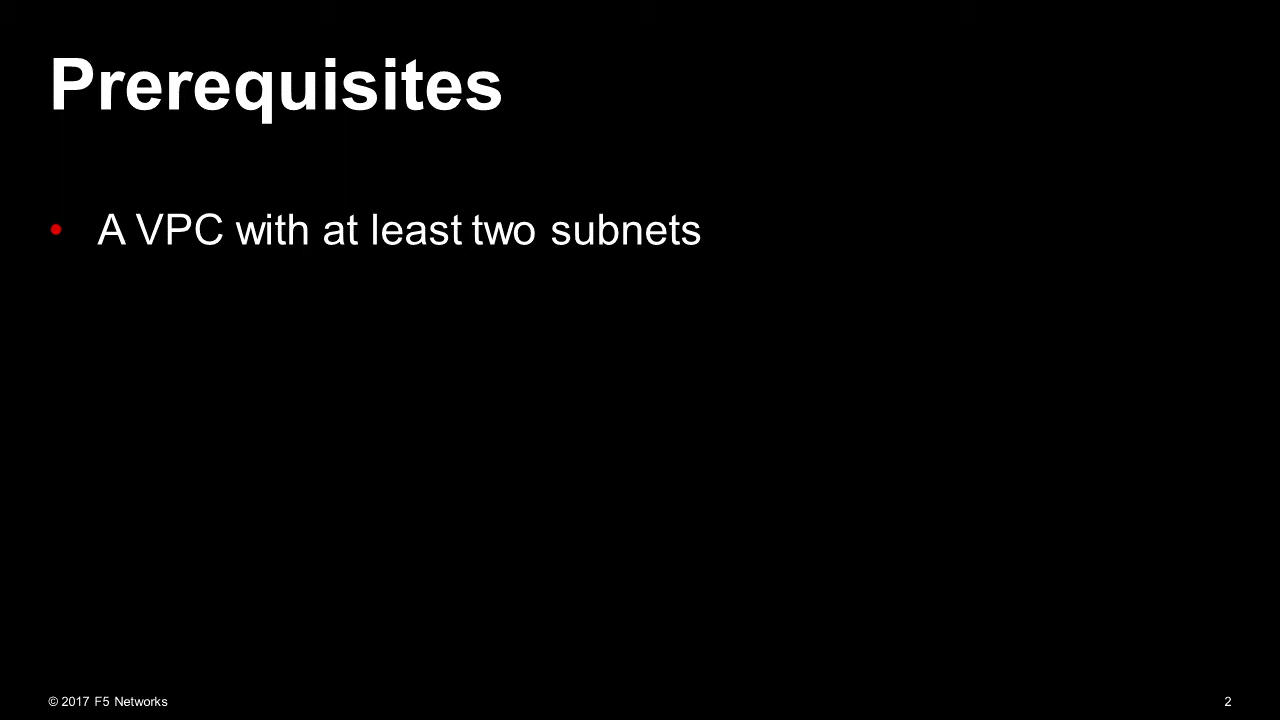 Prerequisites
• A VPC with at least two subnets
© 2017 F5 Networks
2